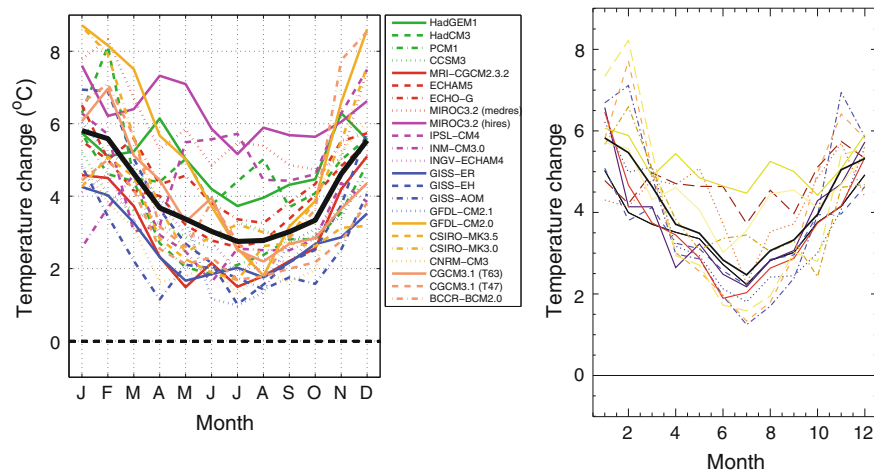 Temperature change (°C)
8
6
4
2
0
J F M A M J J A S O N D
Month
HadGEM1
HadCM3
PCM1
CCSM3
MRI−CGCM2.3.2
ECHAM5
ECHO−G
MIROC3.2 (medres)
MIROC3.2 (hires)
IPSL−CM4
INM−CM3.0
INGV−ECHAM4
GISS−ER
GISS−EH
GISS−AOM
GFDL−CM2.1
GFDL−CM2.0
CSIRO−MK3.5
CSIRO−MK3.0
CNRM−CM3
CGCM3.1 (T63)
CGCM3.1 (T47)
BCCR−BCM2.0
Temperature change
8
6
4
2
0
2 4 6 8 10 12
Month